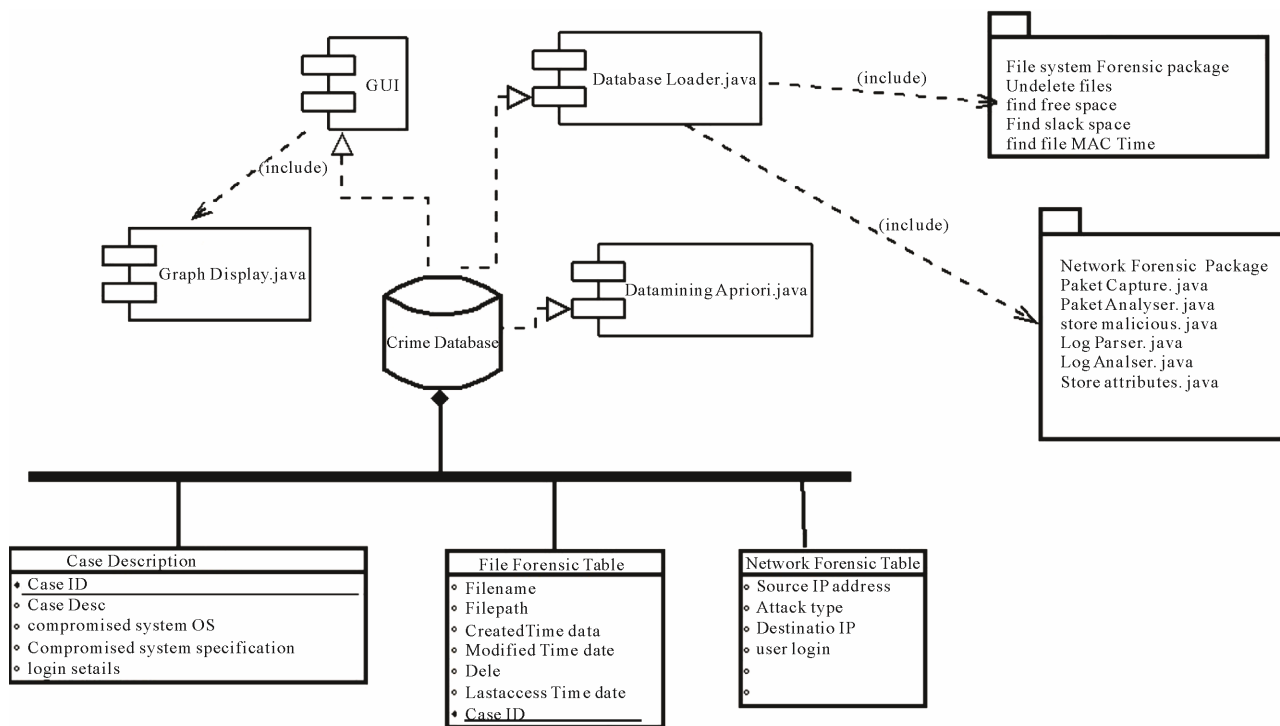 GUI
Database Loader.java
(include)
File system Forensic package
Undelete files
find free space
Find slack space
find file MAC Time
(include)
(include)
Graph Display.java
Datamining Apriori.java
Crime Database
Network Forensic Package
Paket Capture. java
Paket Analyser. java
store malicious. java
Log Parser. java
Log Analser. java
Store attributes. java
Case Description
Case ID
Case Desc
compromised system OS
Compromised system specification
login setails
File Forensic Table
Filename
Filepath
CreatedTime data
Modified Time date
Dele
Lastaccess Time date
Case ID
Network Forensic Table
Source IP address
Attack type
Destinatio IP
user login